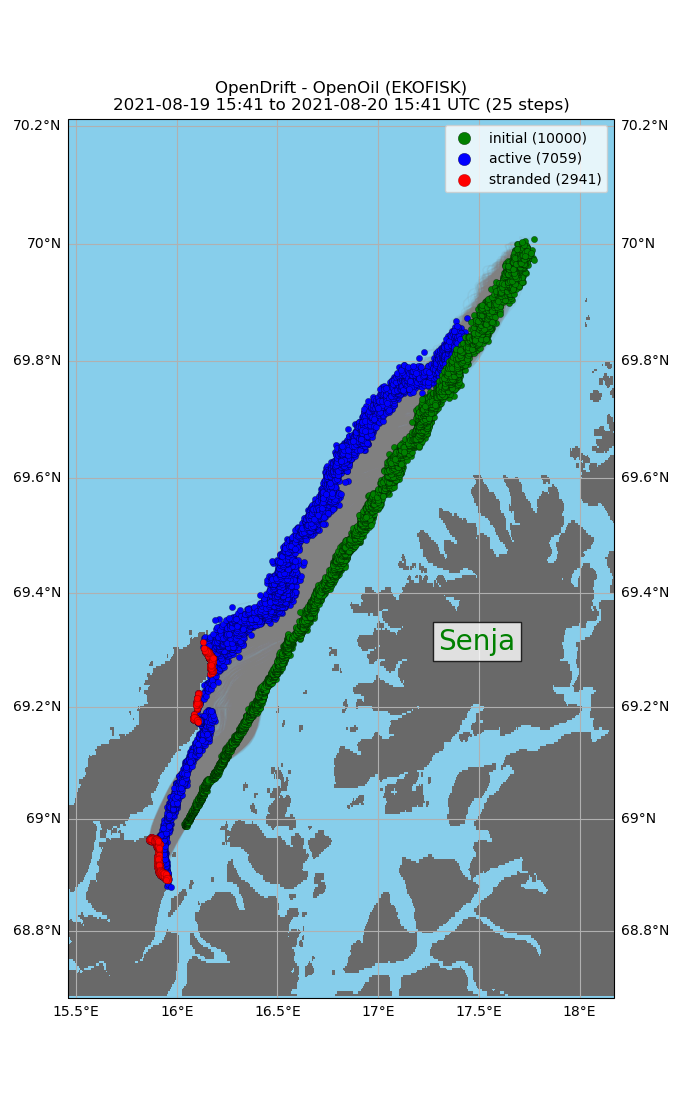 OpenDrift - OpenOil (EKOFISK)
2021-08-19 15:41 to 2021-08-20 15:41 UTC (25 steps)
70.2°N
70.2°N
initial (10000)
active (7059)
stranded (2941)
70°N
70°N
69.8°N
69.8°N
69.6°N
69.6°N
69.4°N
69.4°N
Senja
69.2°N
69.2°N
69°N
69°N
68.8°N
68.8°N
15.5°E
16°E
16.5°E
17°E
17.5°E
18°E